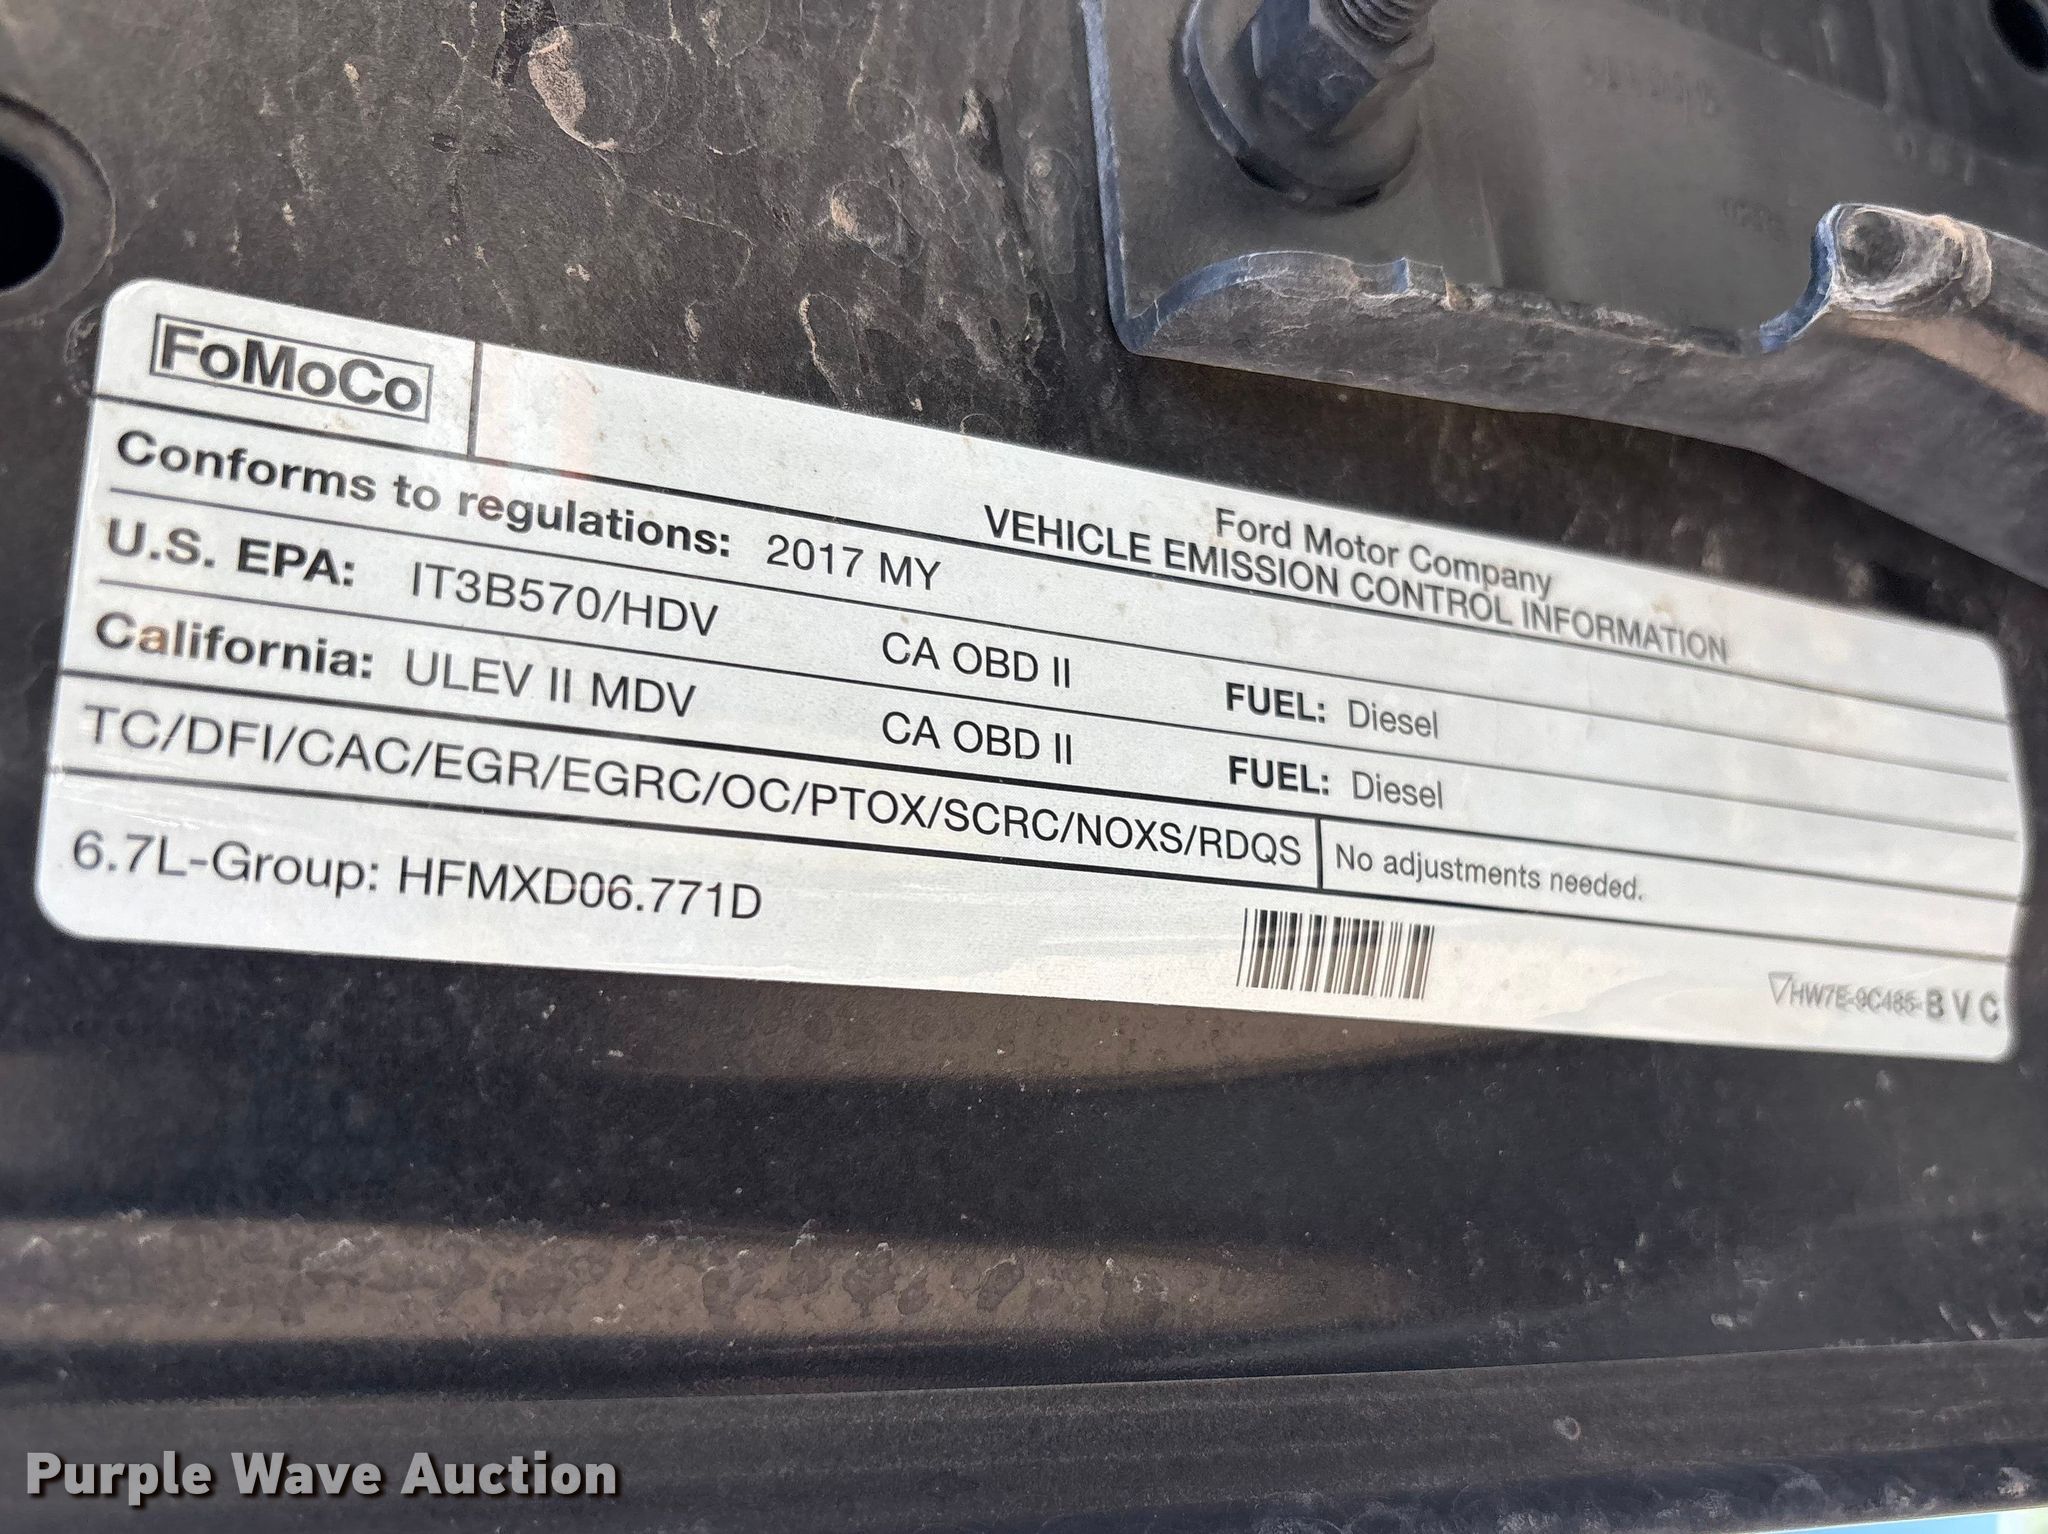 FoMoCo
Ford Motor Company
VEHICLE EMISSION CONTROL INFORMATION
Conforms to regulations: 2017 MY
U.S. EPA: IT3B570/HDV CA OBD II FUEL: Diesel
California: ULEV II MDV CA OBD II FUEL: Diesel
TC/DFI/CAC/EGR/EGRC/OC/PTOX/SCRC/NOXS/RDQS No adjustments needed.
6.7L-Group: HFMXD06.771D
HW7E-9C485-B V C
Purple Wave Auction